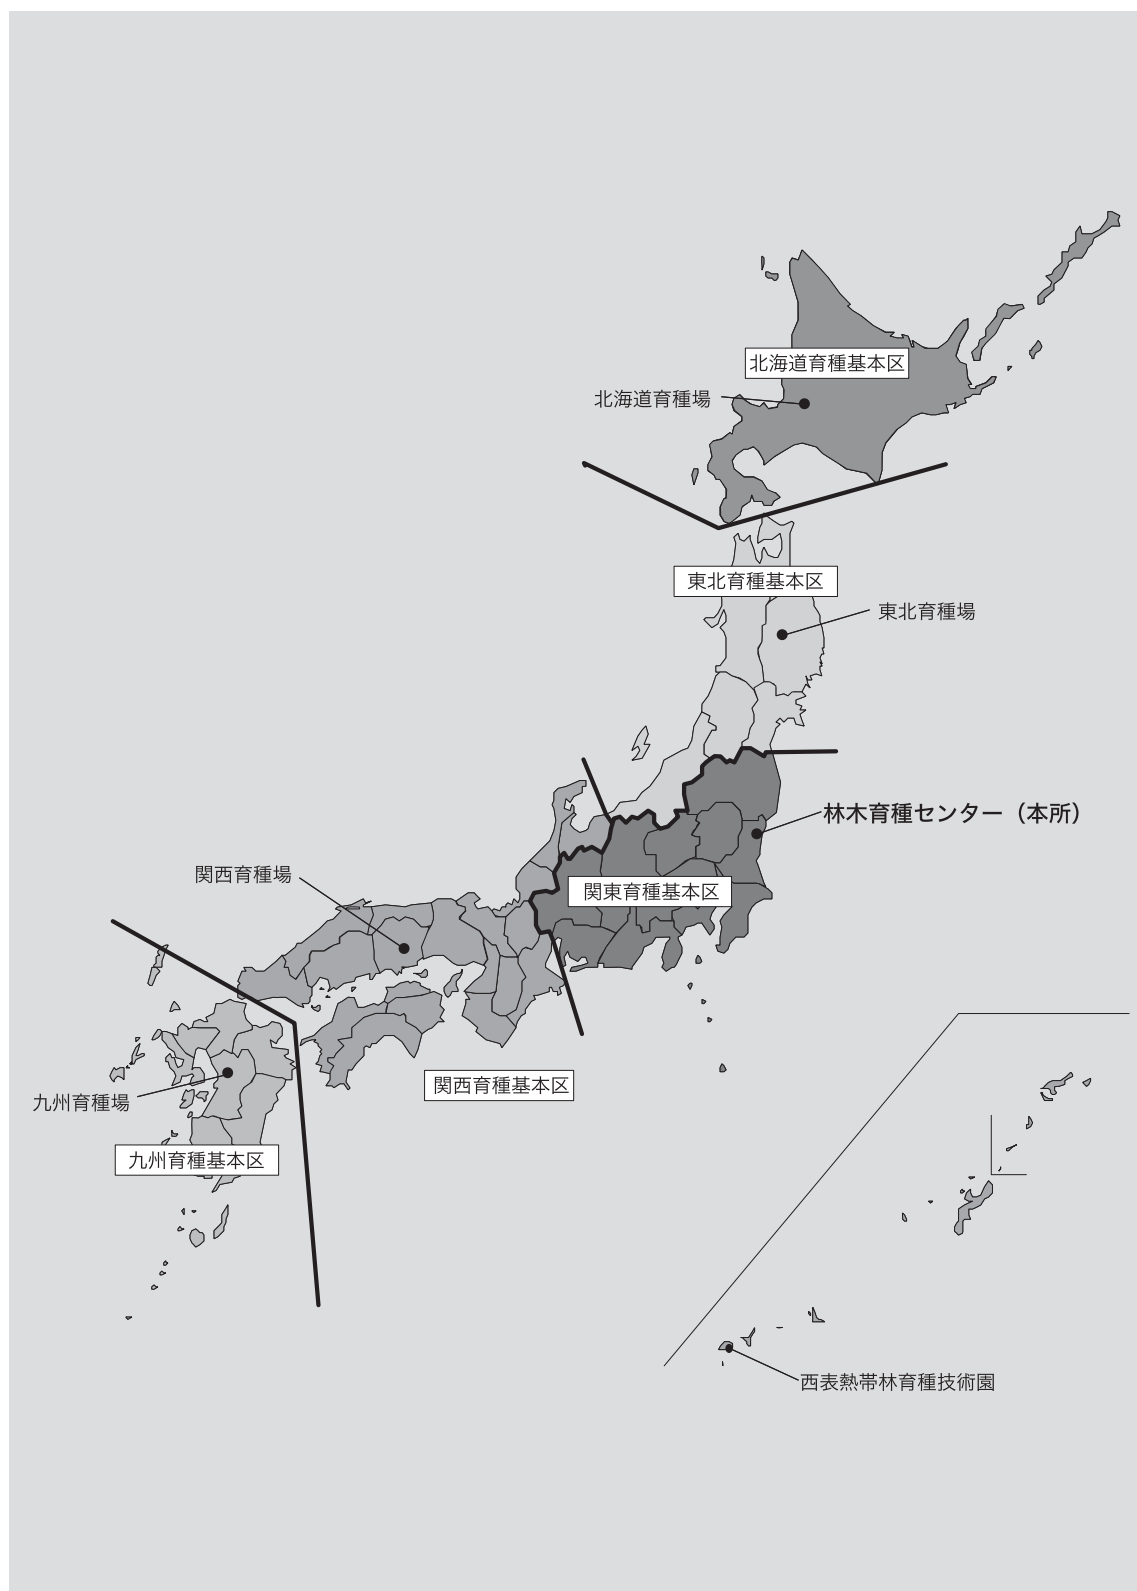 北海道育種基本区
北海道育種場
東北育種基本区
東北育種場
林木育種センター（本所）
関西育種場
関東育種基本区
関西育種基本区
九州育種場
九州育種基本区
西表熱帯林育種技術園